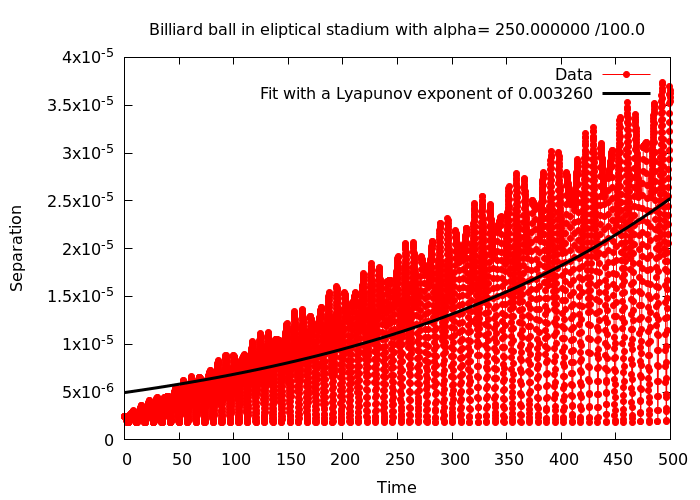 Billiard ball in eliptical stadium with alpha= 250.000000 /100.0
4x10-5
3.5x10-5
3x10-5
2.5x10-5
2x10-5
1.5x10-5
1x10-5
5x10-6
0
Separation
Data
Fit with a Lyapunov exponent of 0.003260
0 50 100 150 200 250 300 350 400 450 500
Time